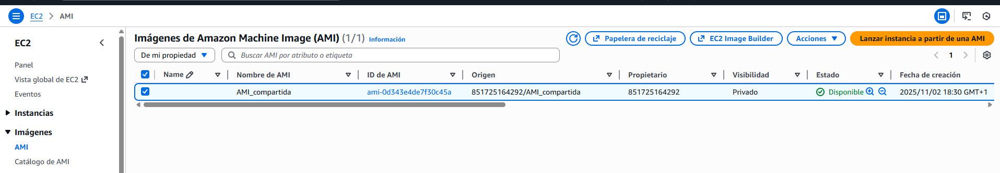 EC2 > AMI
EC2
Panel
Vista global de EC2
Eventos
Instancias
Imágenes
AMI
Catálogo de AMI
Imágenes de Amazon Machine Image (AMI) (1/1) Información
Papelera de reciclaje
EC2 Image Builder
Acciones
Lanzar instancia a partir de una AMI
De mi propiedad
Buscar AMI por atributo o etiqueta
1
Name Nombre de AMI ID de AMI Origen Propietario Visibilidad Estado Fecha de creación
AMI_compartida ami-0d343e4de7f30c45a 851725164292/AMI_compartida 851725164292 Privado Disponible 2025/11/02 18:30 GMT+1